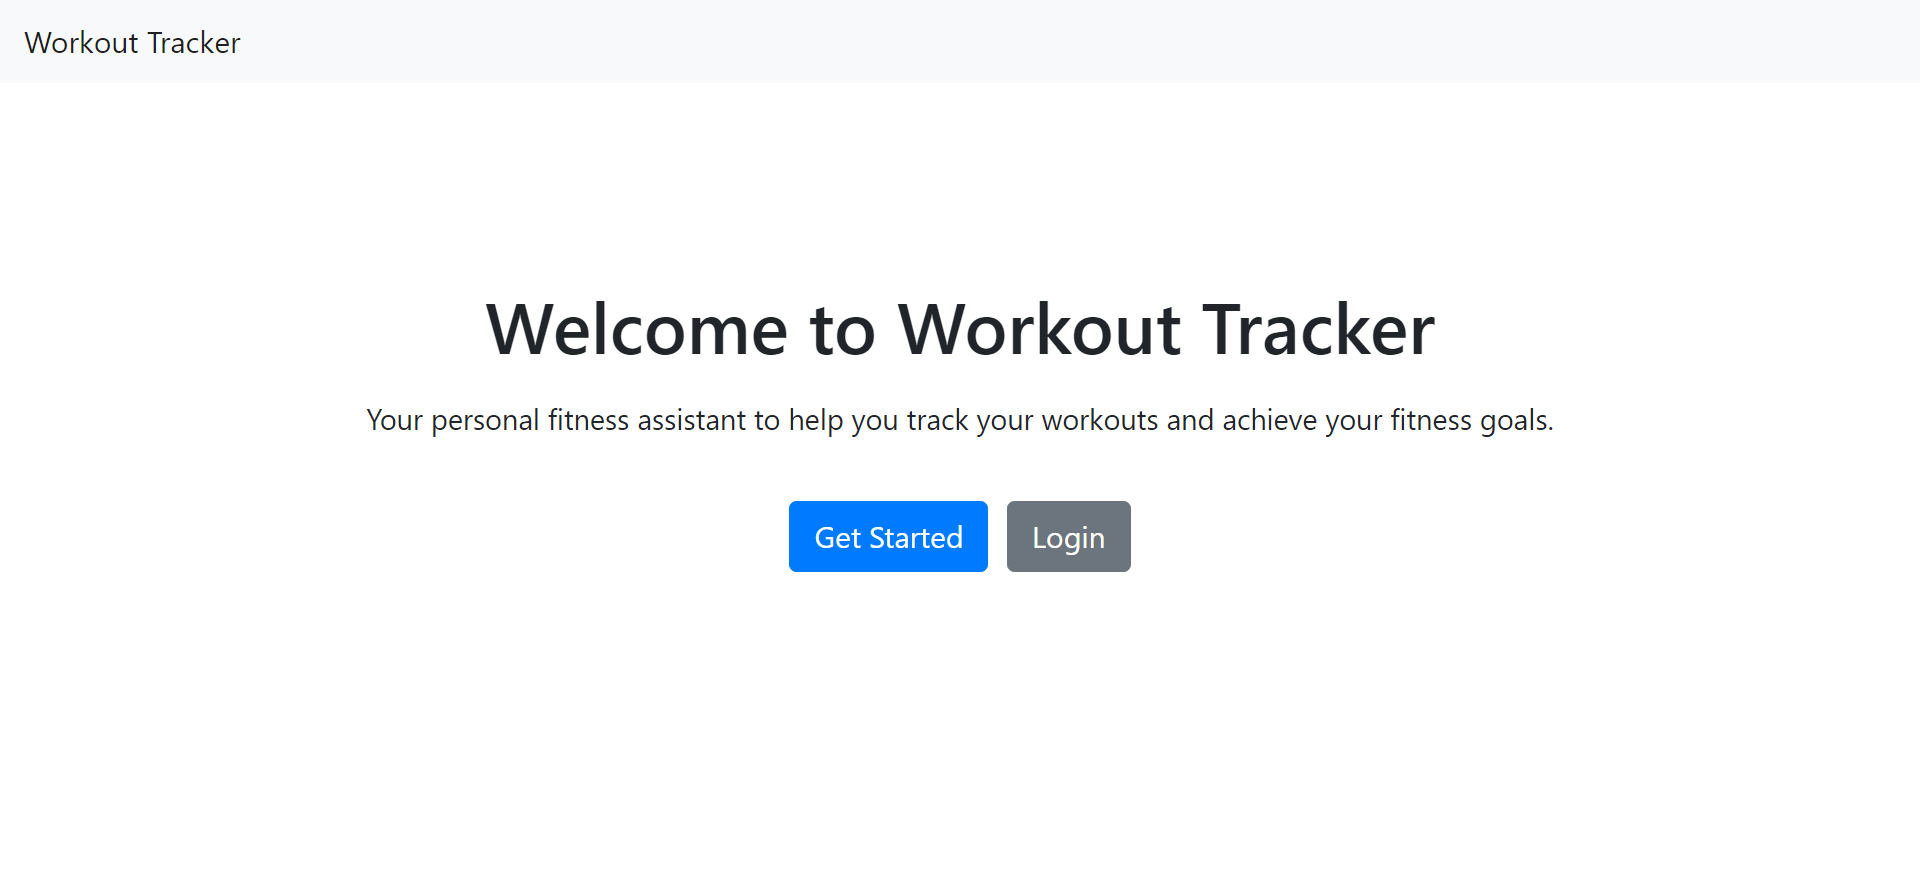 Workout Tracker
Welcome to Workout Tracker
Your personal fitness assistant to help you track your workouts and achieve your fitness goals.
Get Started Login